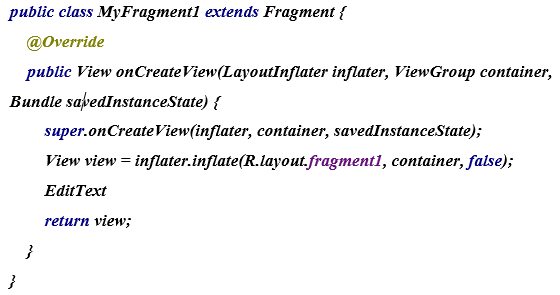 public class MyFragment1 extends Fragment {
@Override
public View onCreateView(LayoutInflater inflater, ViewGroup container,
Bundle savedInstanceState) {
super.onCreateView(inflater, container, savedInstanceState);
View view = inflater.inflate(R.layout.fragment1, container, false);
EditText
return view;
}
}